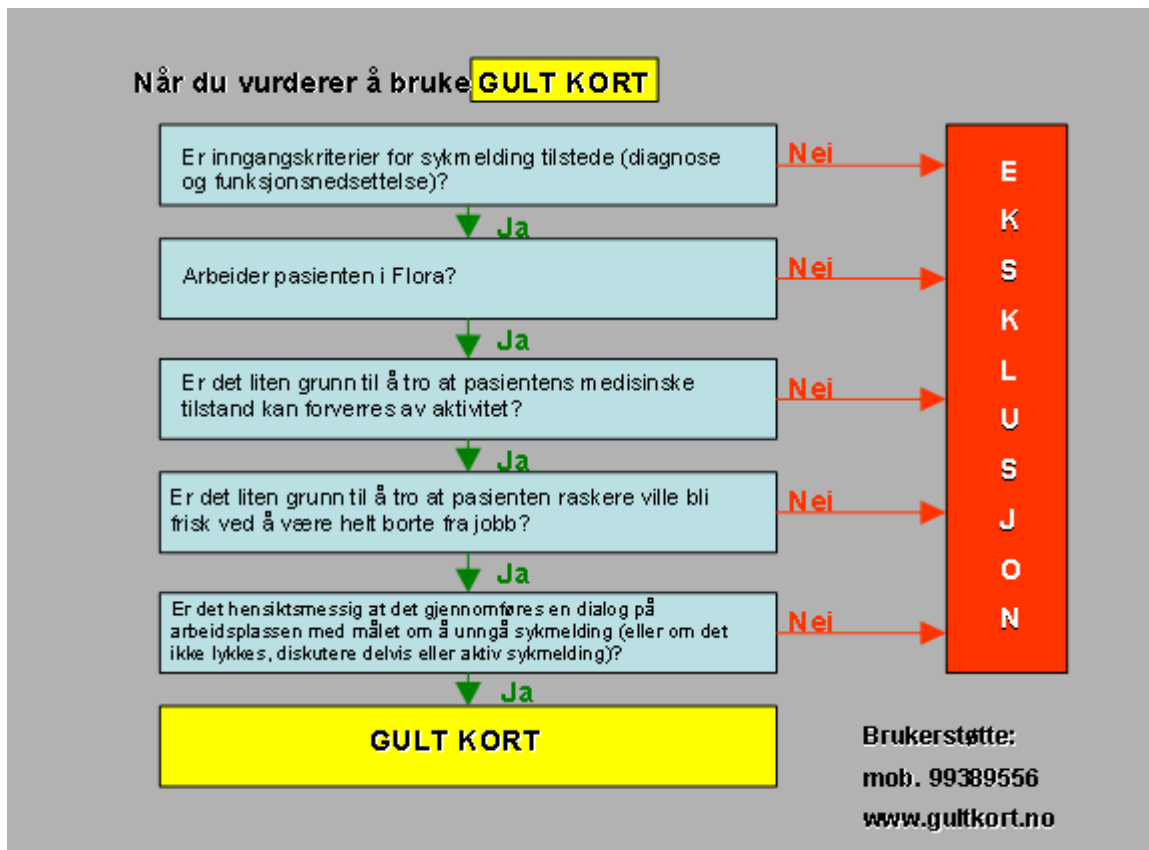 Når du vurderer å bruke GULT KORT
Er inngangskriterier for sykmelding tilstede (diagnose
og funksjonsnedsettelse)?
Nei
Ja
Arbeider pasienten i Flora?
Nei
Ja
Er det liten grunn til å tro at pasientens medisinske
tilstand kan forverres av aktivitet?
Nei
Ja
Er det liten grunn til å tro at pasienten raskere ville bli
frisk ved å være helt borte fra jobb?
Nei
Ja
Er det hensiktsmessig at det gjennomføres en dialog på
arbeidsplassen med målet om å unngå sykmelding (eller om det
ikke lykkes, diskutere delvis eller aktiv sykmelding)?
Nei
Ja
GULT KORT
E
K
S
K
L
U
S
J
O
N
Brukerstøtte:
mob. 99389556
www.gultkort.no